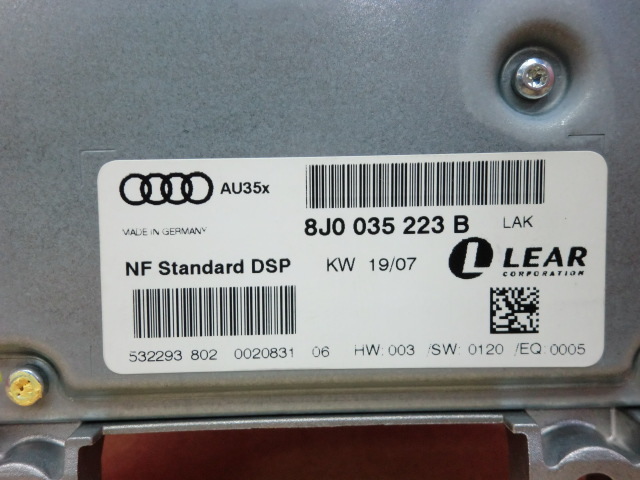 AU35x
MADE IN GERMANY
8J0 035 223 B LAK
NF Standard DSP KW 19/07
LEAR
CORPORATION
532293 802 0020831 06 HW: 003 /SW: 0120 /EQ: 0005